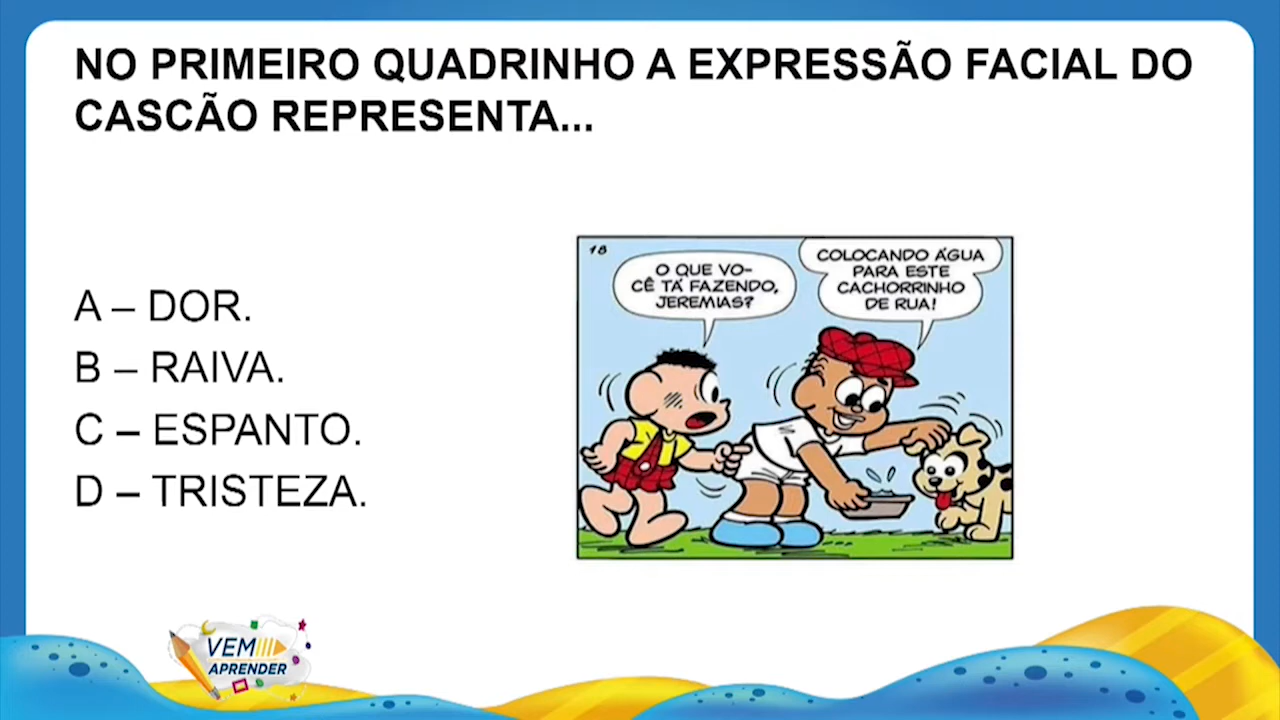 NO PRIMEIRO QUADRINHO A EXPRESSÃO FACIAL DO
CASCÃO REPRESENTA...
A – DOR.
B – RAIVA.
C – ESPANTO.
D – TRISTEZA.
18
O QUE VO-
CÊ TÁ FAZENDO,
JEREMIAS?
COLOCANDO ÁGUA
PARA ESTE
CACHORRINHO
DE RUA!
VEM
APRENDER